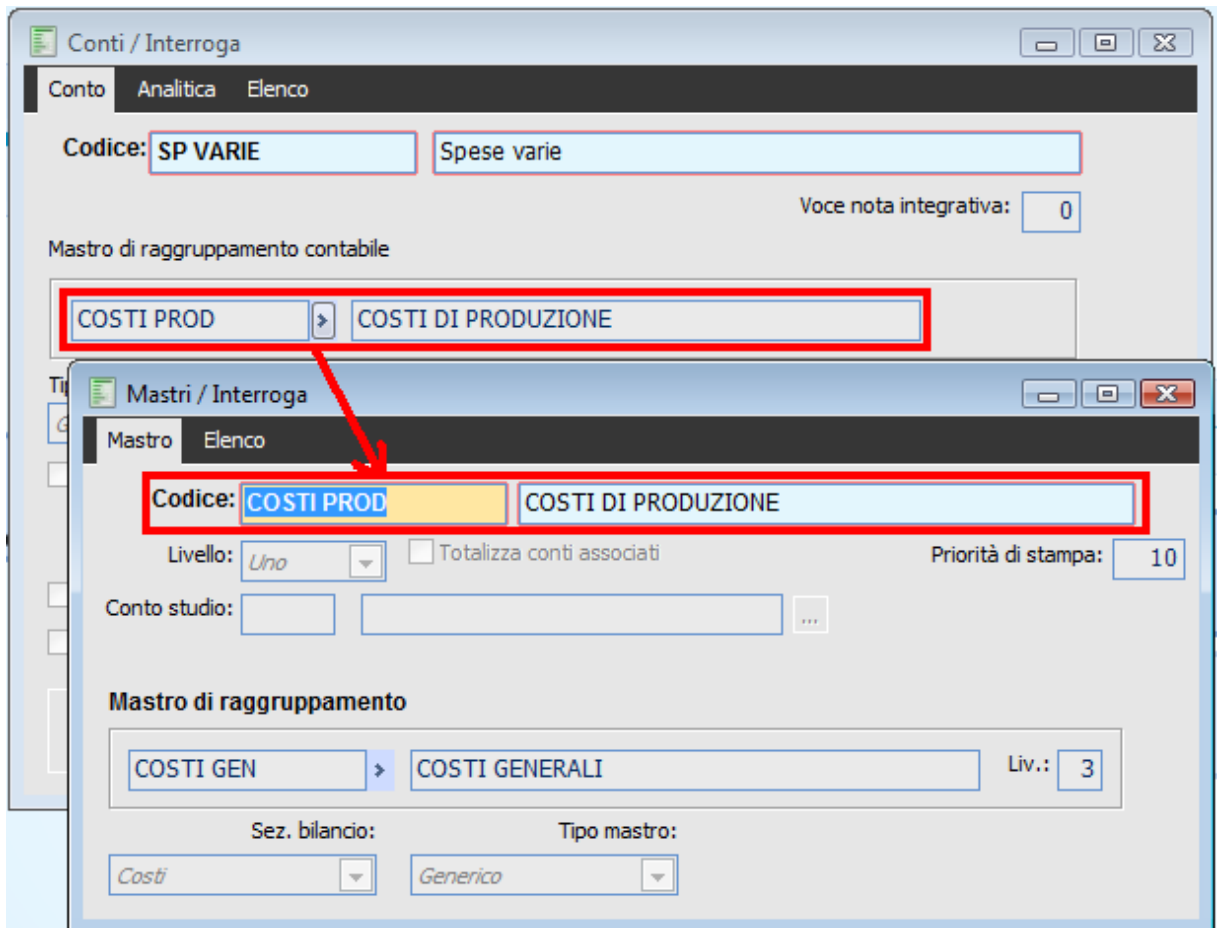 Conti / Interroga
Conto Analitica Elenco
Codice: SP VARIE Spese varie
Voce nota integrativa: 0
Mastro di raggruppamento contabile
COSTI PROD COSTI DI PRODUZIONE
Mastri / Interroga
Mastro Elenco
Codice: COSTI PROD COSTI DI PRODUZIONE
Livello: Uno Totalizza conti associati Priorità di stampa: 10
Conto studio: ...
Mastro di raggruppamento
COSTI GEN COSTI GENERALI Liv.: 3
Sez. bilancio: Tipo mastro:
Costi Generico